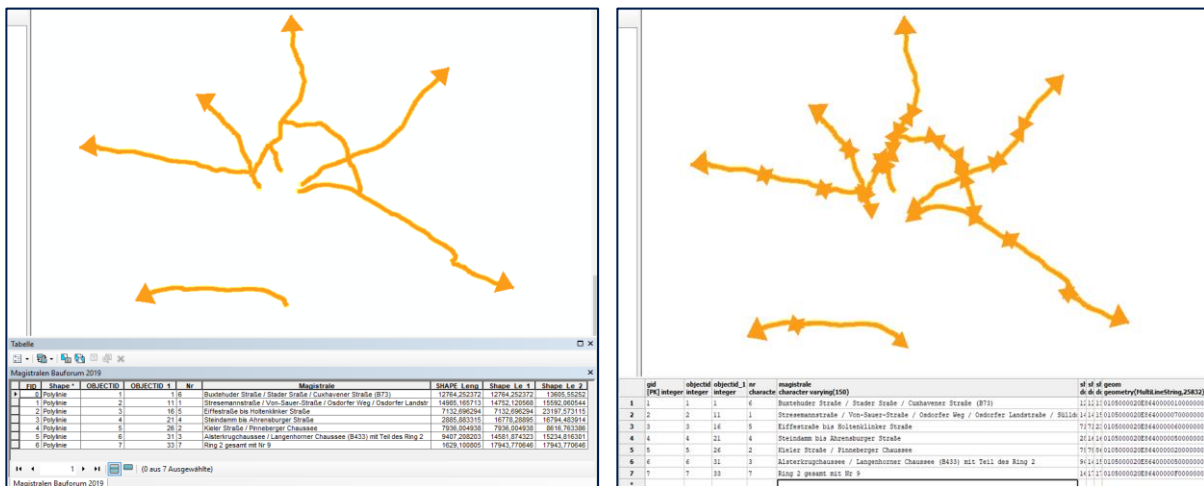 Tabelle
Magistralen Bauforum 2019
FID Shape * OBJECTID OBJECTID_1 Nr Magistrale SHAPE_Leng Shape_Le_1 Shape_Le_2
0 Polylinie 1 1 6 Buxtehuder Straße / Stader Straße / Cuxhavener Straße (B73) 12764,252372 12764,252372 13605,55252
1 Polylinie 2 11 1 Stresemannstraße / Von-Sauer-Straße / Osdorfer Weg / Osdorfer Landstr 14985,165713 14752,120568 15592,060544
2 Polylinie 3 16 5 Eiffestraße bis Holtenklinker Straße 7132,696294 7132,696294 23197,573115
3 Polylinie 4 21 4 Steindamm bis Ahrensburger Straße 2885,883315 16778,28895 16794,483914
4 Polylinie 5 26 2 Kieler Straße / Pinneberger Chaussee 7936,004938 7936,004938 8616,763386
5 Polylinie 6 31 3 Alsterkrugchaussee / Langenhorner Chaussee (B433) mit Teil des Ring 2 9407,208203 14581,874323 15234,816301
6 Polylinie 7 33 7 Ring 2 gesamt mit Nr 9 1629,100805 17943,770646 17943,770646
1 (0 aus 7 Ausgewählte)
Magistralen Bauforum 2019
gid objectid objectid_1 nr magistrale geom
[PK] integer integer integer characte character varying(150) geometry(MultiLineString,25832)
1 1 1 1 6 Buxtehuder Straße / Stader Straße / Cuxhavener Straße (B73)
2 2 2 11 1 Stresemannstraße / Von-Sauer-Straße / Osdorfer Weg / Osdorfer Landstraße / Sülld
3 3 3 16 5 Eiffestraße bis Holtenklinker Straße
4 4 4 21 4 Steindamm bis Ahrensburger Straße
5 5 5 26 2 Kieler Straße / Pinneberger Chaussee
6 6 6 31 3 Alsterkrugchaussee / Langenhorner Chaussee (B433) mit Teil des Ring 2
7 7 7 33 7 Ring 2 gesamt mit Nr 9
*